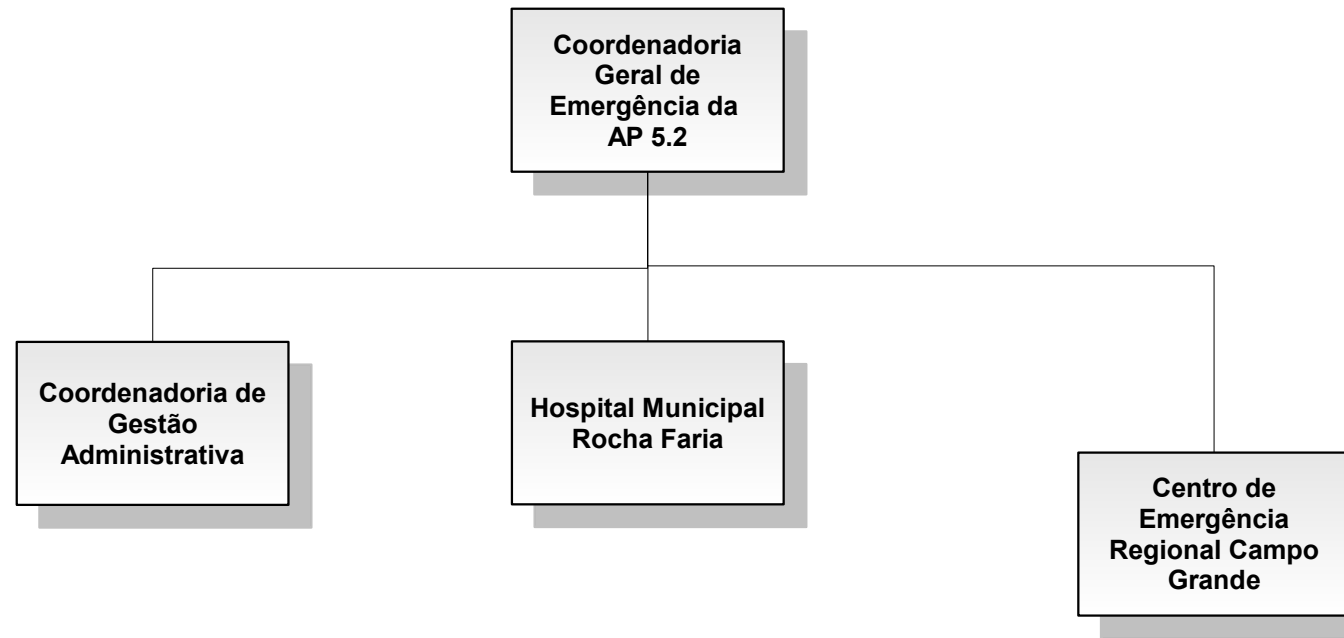 Coordenadoria
Geral de
Emergência da
AP 5.2
Coordenadoria de
Gestão
Administrativa
Hospital Municipal
Rocha Faria
Centro de
Emergência
Regional Campo
Grande